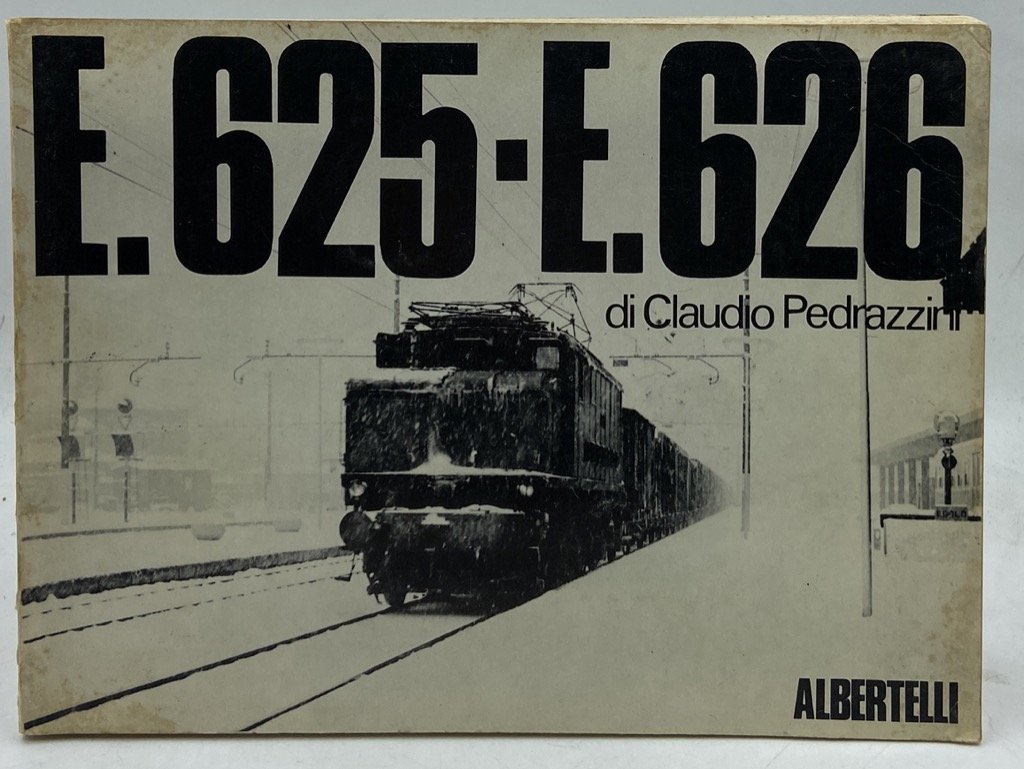 E.625·E.626
di Claudio Pedrazzini
ALBERTELLI